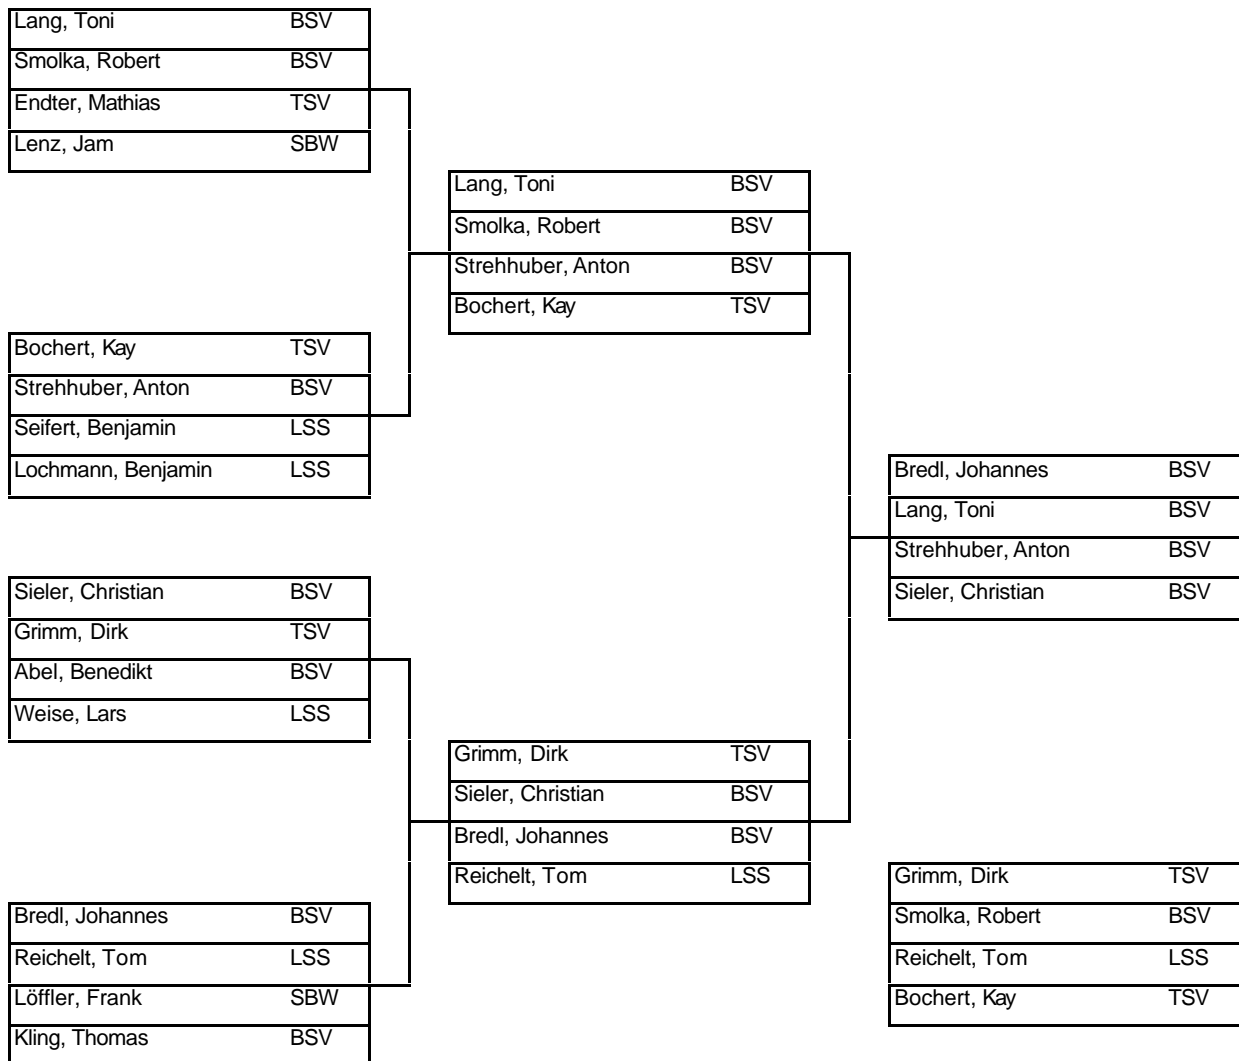 Lang, Toni BSV
Smolka, Robert BSV
Endter, Mathias TSV
Lenz, Jam SBW
Bochert, Kay TSV
Strehhuber, Anton BSV
Seifert, Benjamin LSS
Lochmann, Benjamin LSS
Sieler, Christian BSV
Grimm, Dirk TSV
Abel, Benedikt BSV
Weise, Lars LSS
Bredl, Johannes BSV
Reichelt, Tom LSS
Löffler, Frank SBW
Kling, Thomas BSV
Lang, Toni BSV
Smolka, Robert BSV
Strehhuber, Anton BSV
Bochert, Kay TSV
Grimm, Dirk TSV
Sieler, Christian BSV
Bredl, Johannes BSV
Reichelt, Tom LSS
Bredl, Johannes BSV
Lang, Toni BSV
Strehhuber, Anton BSV
Sieler, Christian BSV
Grimm, Dirk TSV
Smolka, Robert BSV
Reichelt, Tom LSS
Bochert, Kay TSV